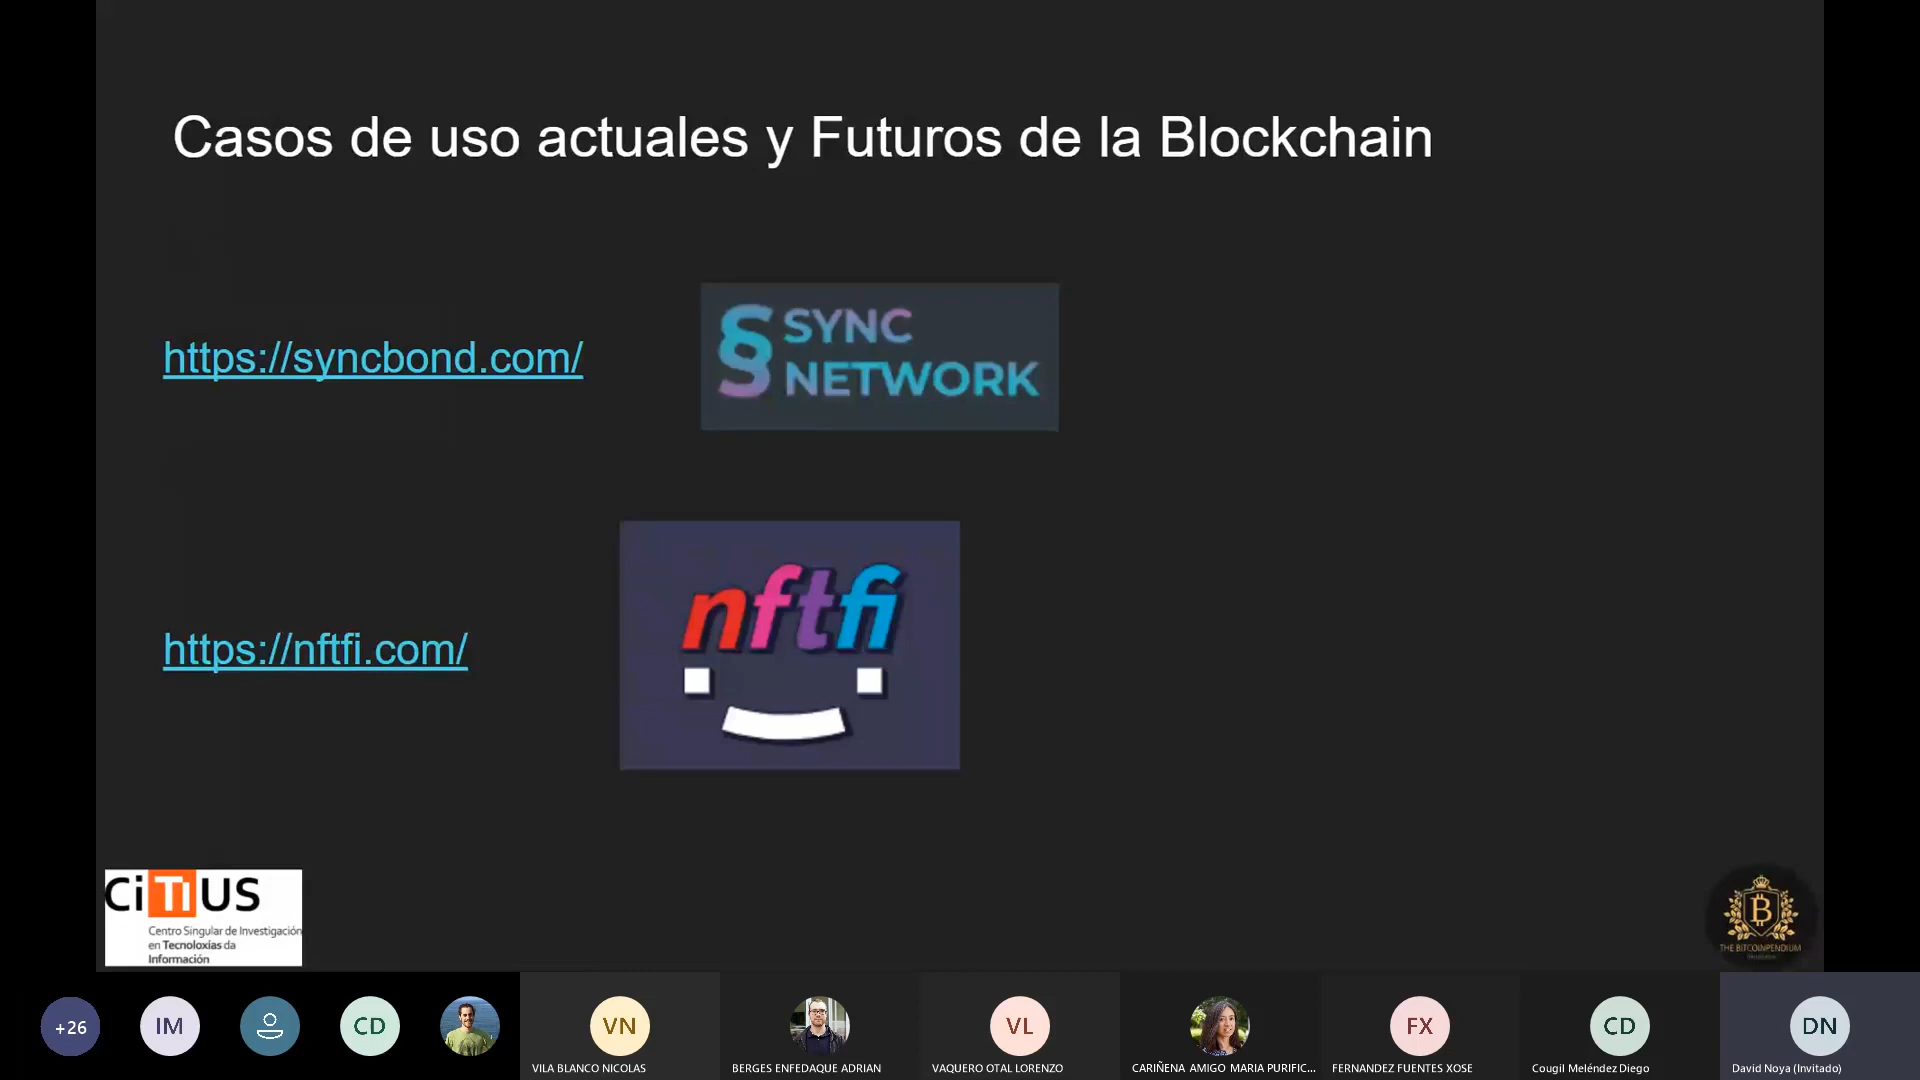 Casos de uso actuales y Futuros de la Blockchain
https://syncbond.com/
SYNC
NETWORK
https://nftfi.com/
nftfi
CiTIUS
Centro Singular de Investigación
en Tecnoloxías da
Información
B
THE BITCOINPENDIUM
+26
IM
CD
VN
VL
FX
CD
DN
VILA BLANCO NICOLAS
BERGES ENFEDAQUE ADRIAN
VAQUERO OTAL LORENZO
CARIÑENA AMIGO MARIA PURIFIC...
FERNANDEZ FUENTES XOSE
Cougil Meléndez Diego
David Noya (Invitado)